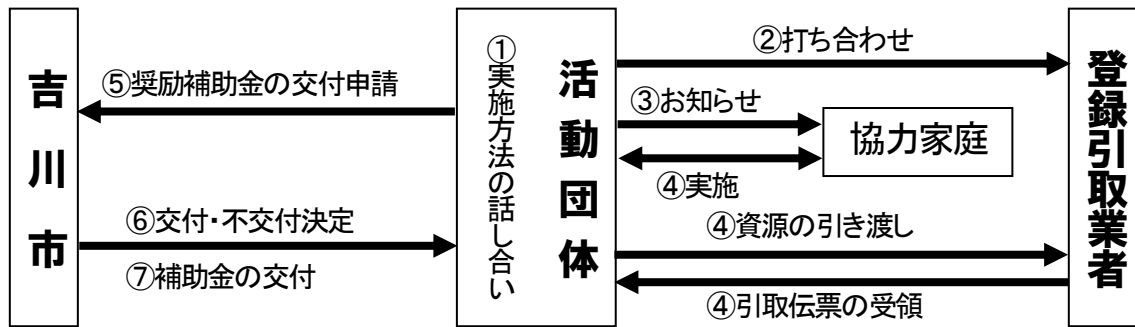 吉川市
⑤奨励補助金の交付申請
⑥交付・不交付決定
⑦補助金の交付
①実施方法の話し合い
活動団体
②打ち合わせ
③お知らせ
協力家庭
④実施
④資源の引き渡し
④引取伝票の受領
登録引取業者